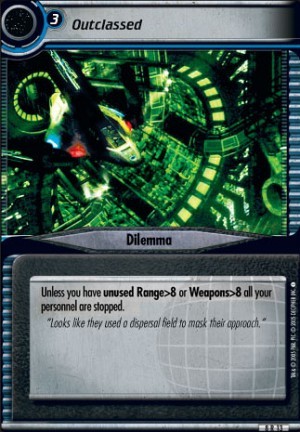 3
Outclassed
Dilemma
Unless you have unused Range>8 or Weapons>8 all your
personnel are stopped.
"Looks like they used a dispersal field to mask their approach."